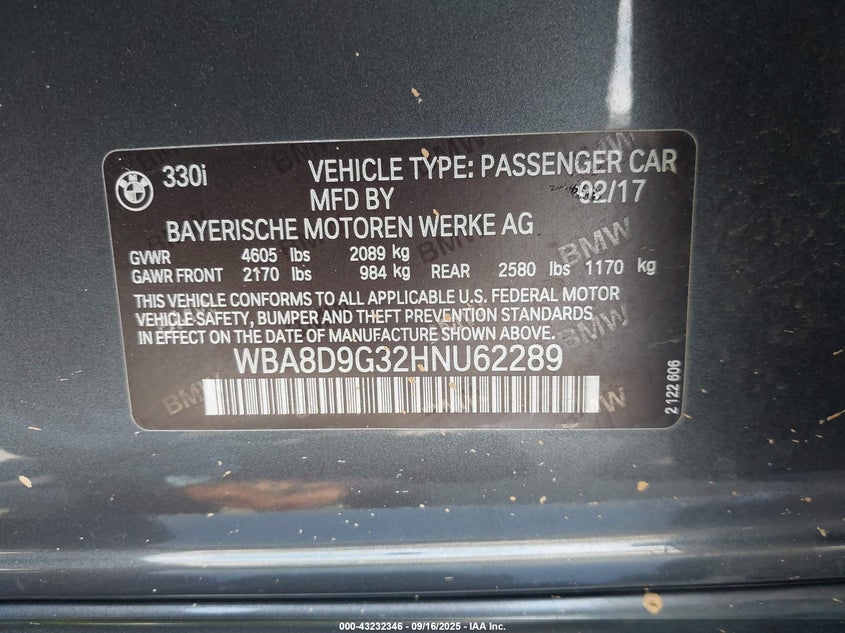 BMW
330i VEHICLE TYPE: PASSENGER CAR
MFD BY 02/17
BAYERISCHE MOTOREN WERKE AG
GVWR 4605 lbs 2089 kg
GAWR FRONT 2170 lbs 984 kg REAR 2580 lbs 1170 kg
THIS VEHICLE CONFORMS TO ALL APPLICABLE U.S. FEDERAL MOTOR
VEHICLE SAFETY, BUMPER AND THEFT PREVENTION STANDARDS
IN EFFECT ON THE DATE OF MANUFACTURE SHOWN ABOVE.
WBA8D9G32HNU62289
2 122 606
000-43232346 - 09/16/2025 - IAA Inc.